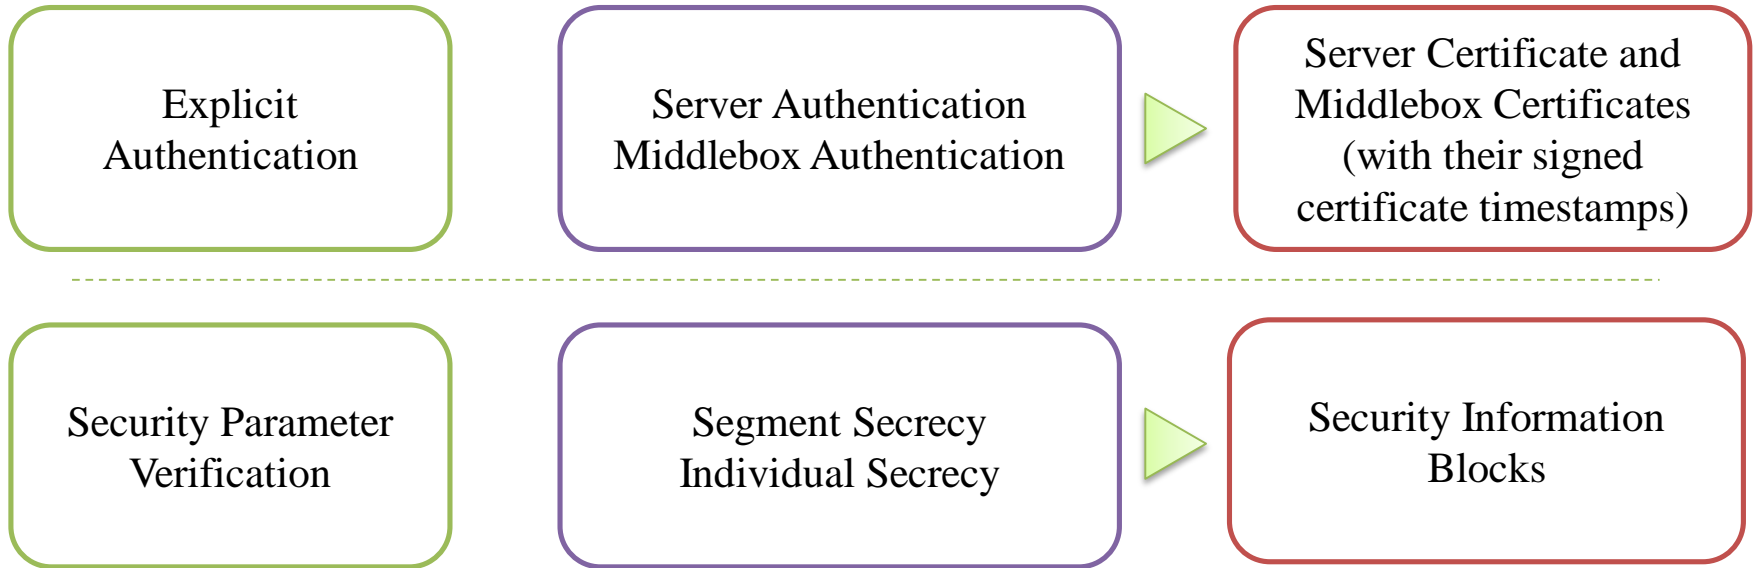 Explicit
Authentication
Server Authentication
Middlebox Authentication
Server Certificate and
Middlebox Certificates
(with their signed
certificate timestamps)
Security Parameter
Verification
Segment Secrecy
Individual Secrecy
Security Information
Blocks